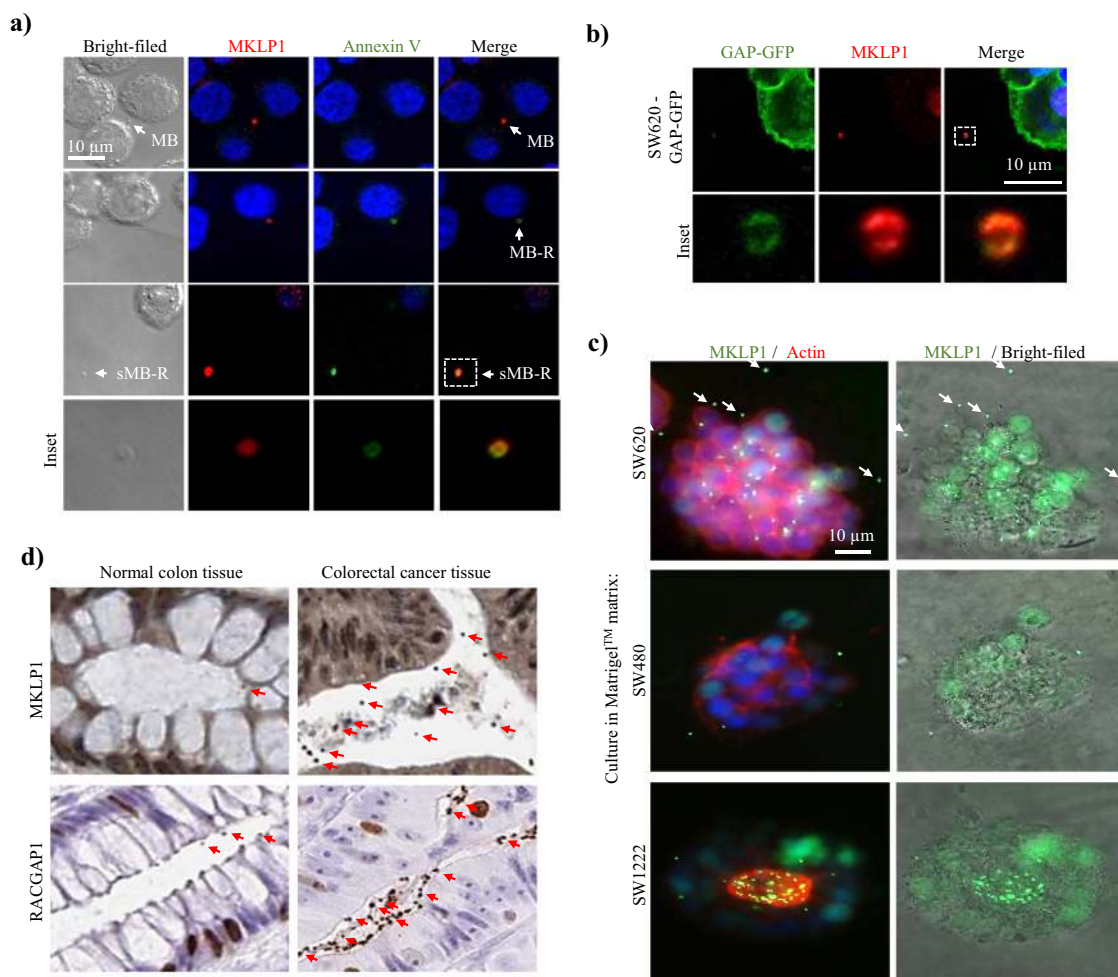 a)
Bright-filed MKLP1 Annexin V Merge
MB
10 µm
MB
MB-R
sMB-R
sMB-R
Inset
b)
GAP-GFP MKLP1 Merge
SW620 -
GAP-GFP
10 µm
Inset
c)
MKLP1 / Actin MKLP1 / Bright-filed
SW620
10 µm
Culture in Matrigel™ matrix:
SW480
SW1222
d)
Normal colon tissue Colorectal cancer tissue
MKLP1
RACGAP1